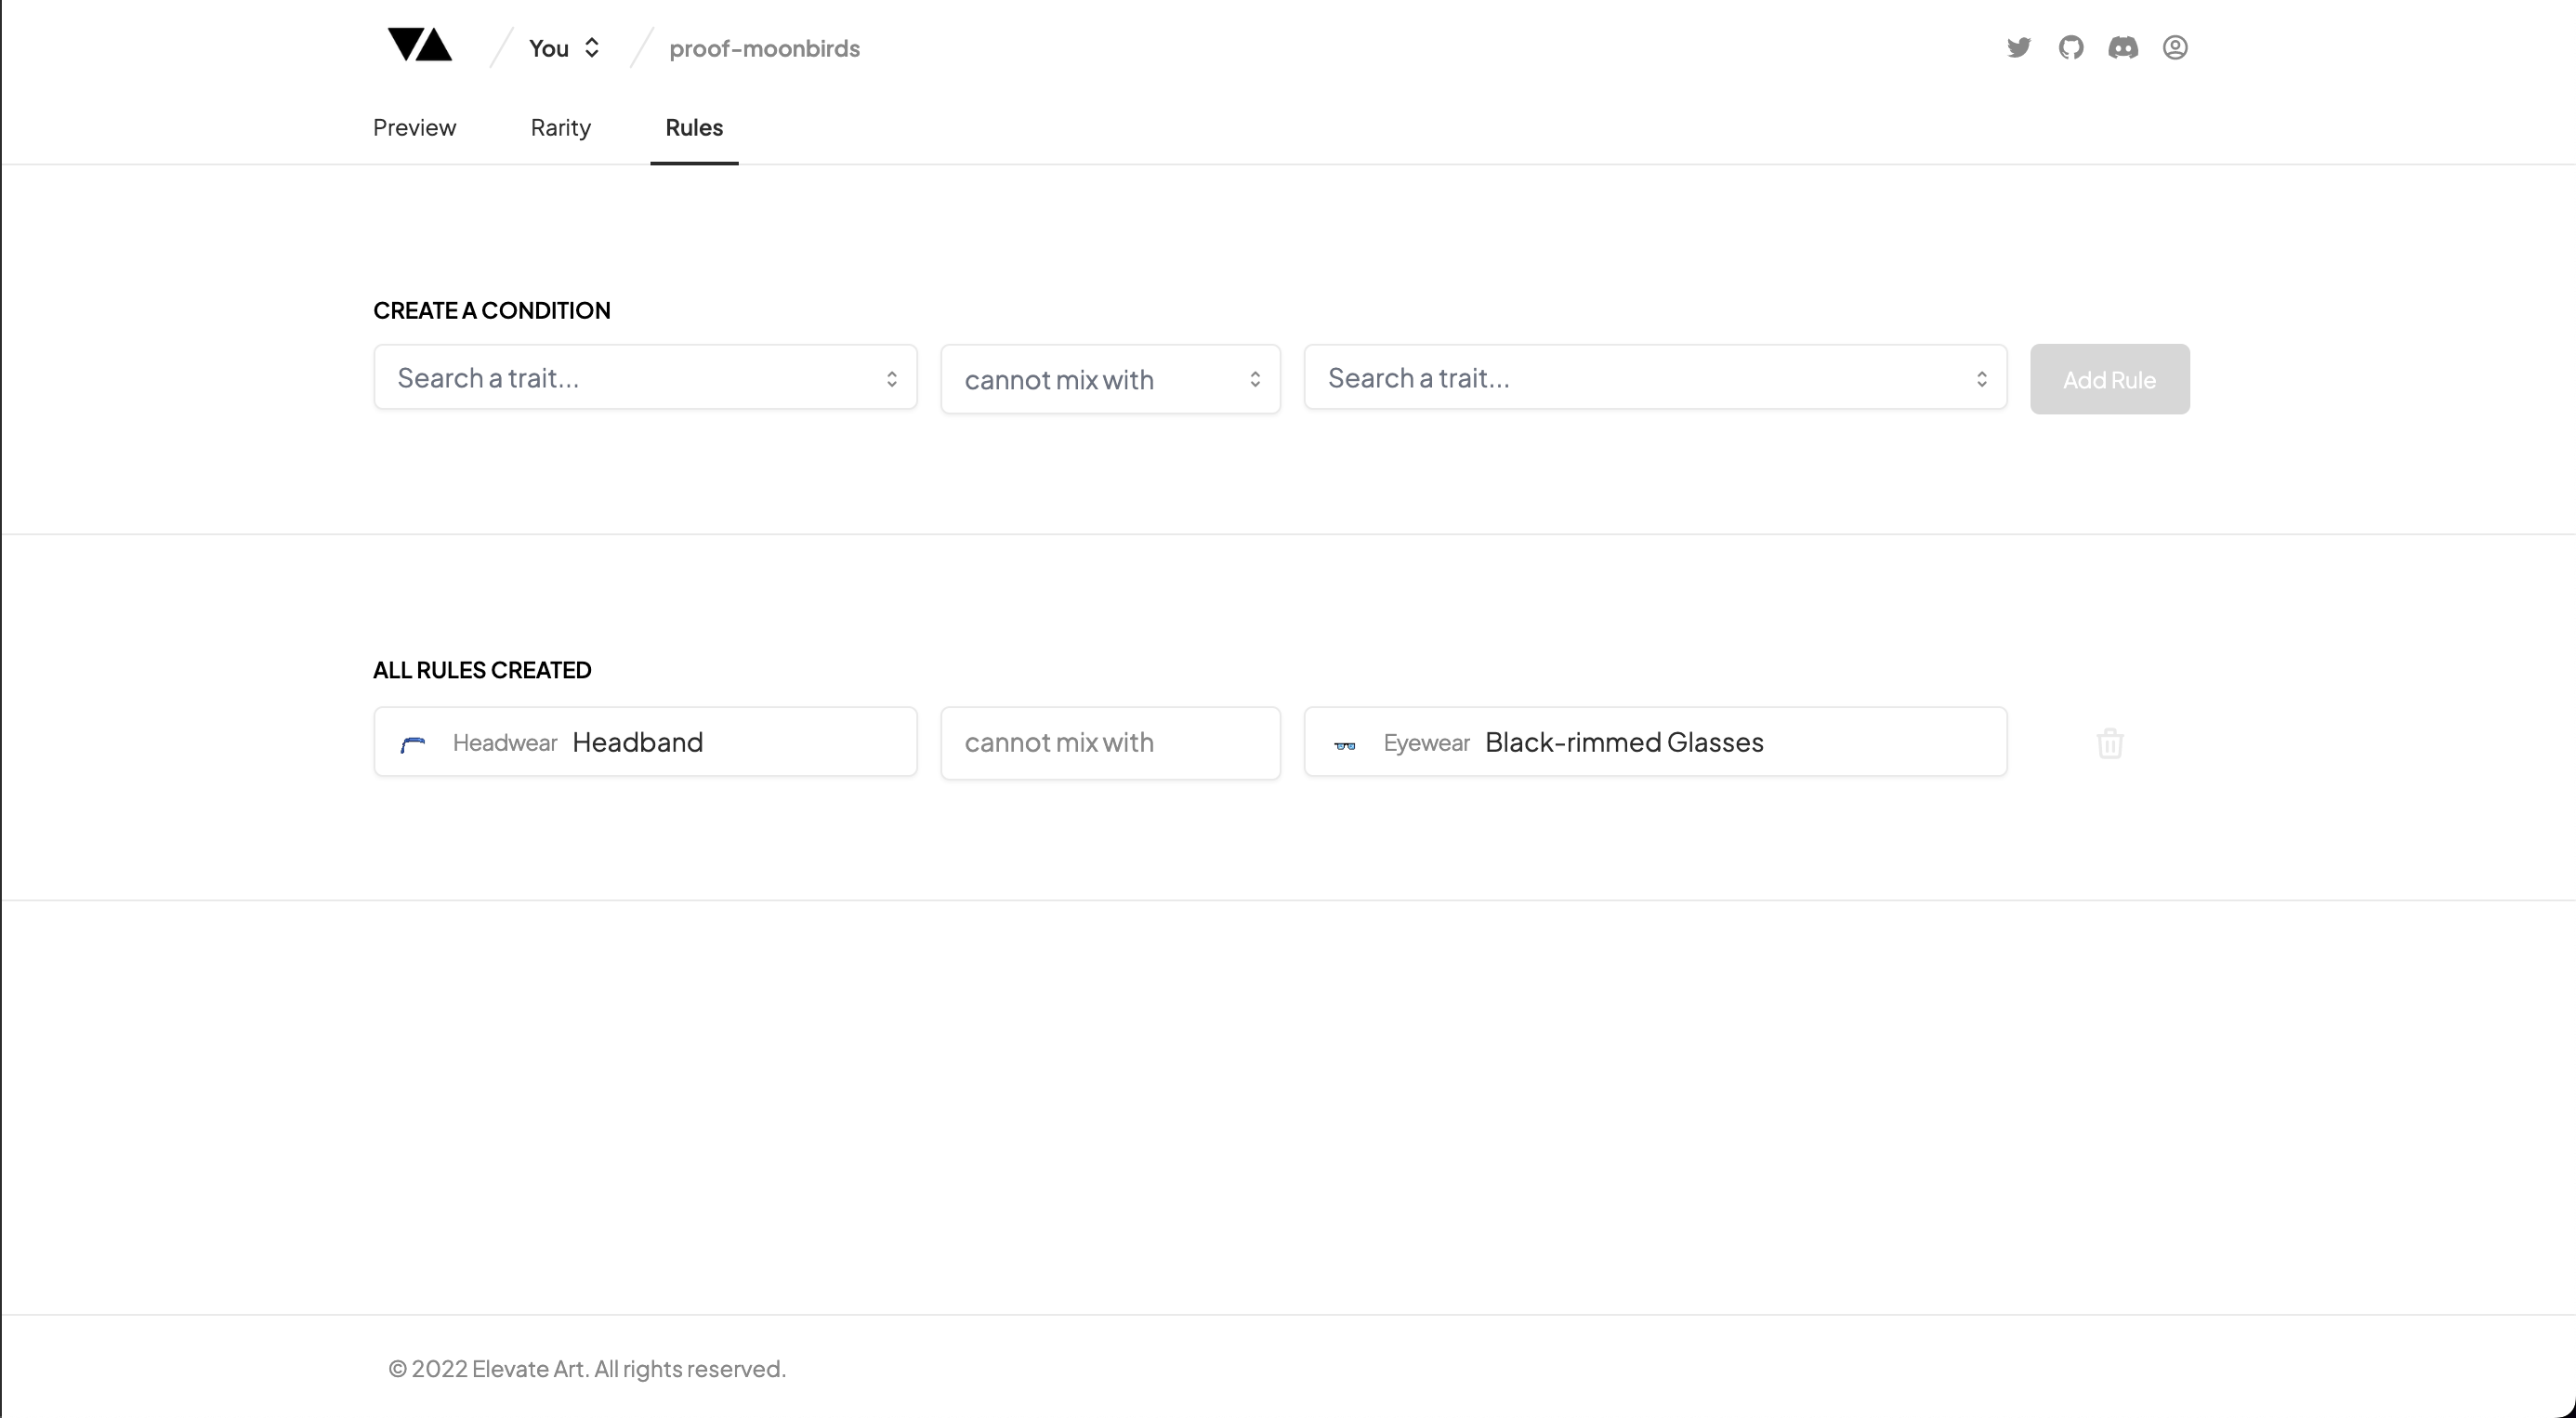 You
proof-moonbirds
Preview Rarity Rules
CREATE A CONDITION
Search a trait... cannot mix with Search a trait... Add Rule
ALL RULES CREATED
Headwear Headband cannot mix with Eyewear Black-rimmed Glasses
© 2022 Elevate Art. All rights reserved.